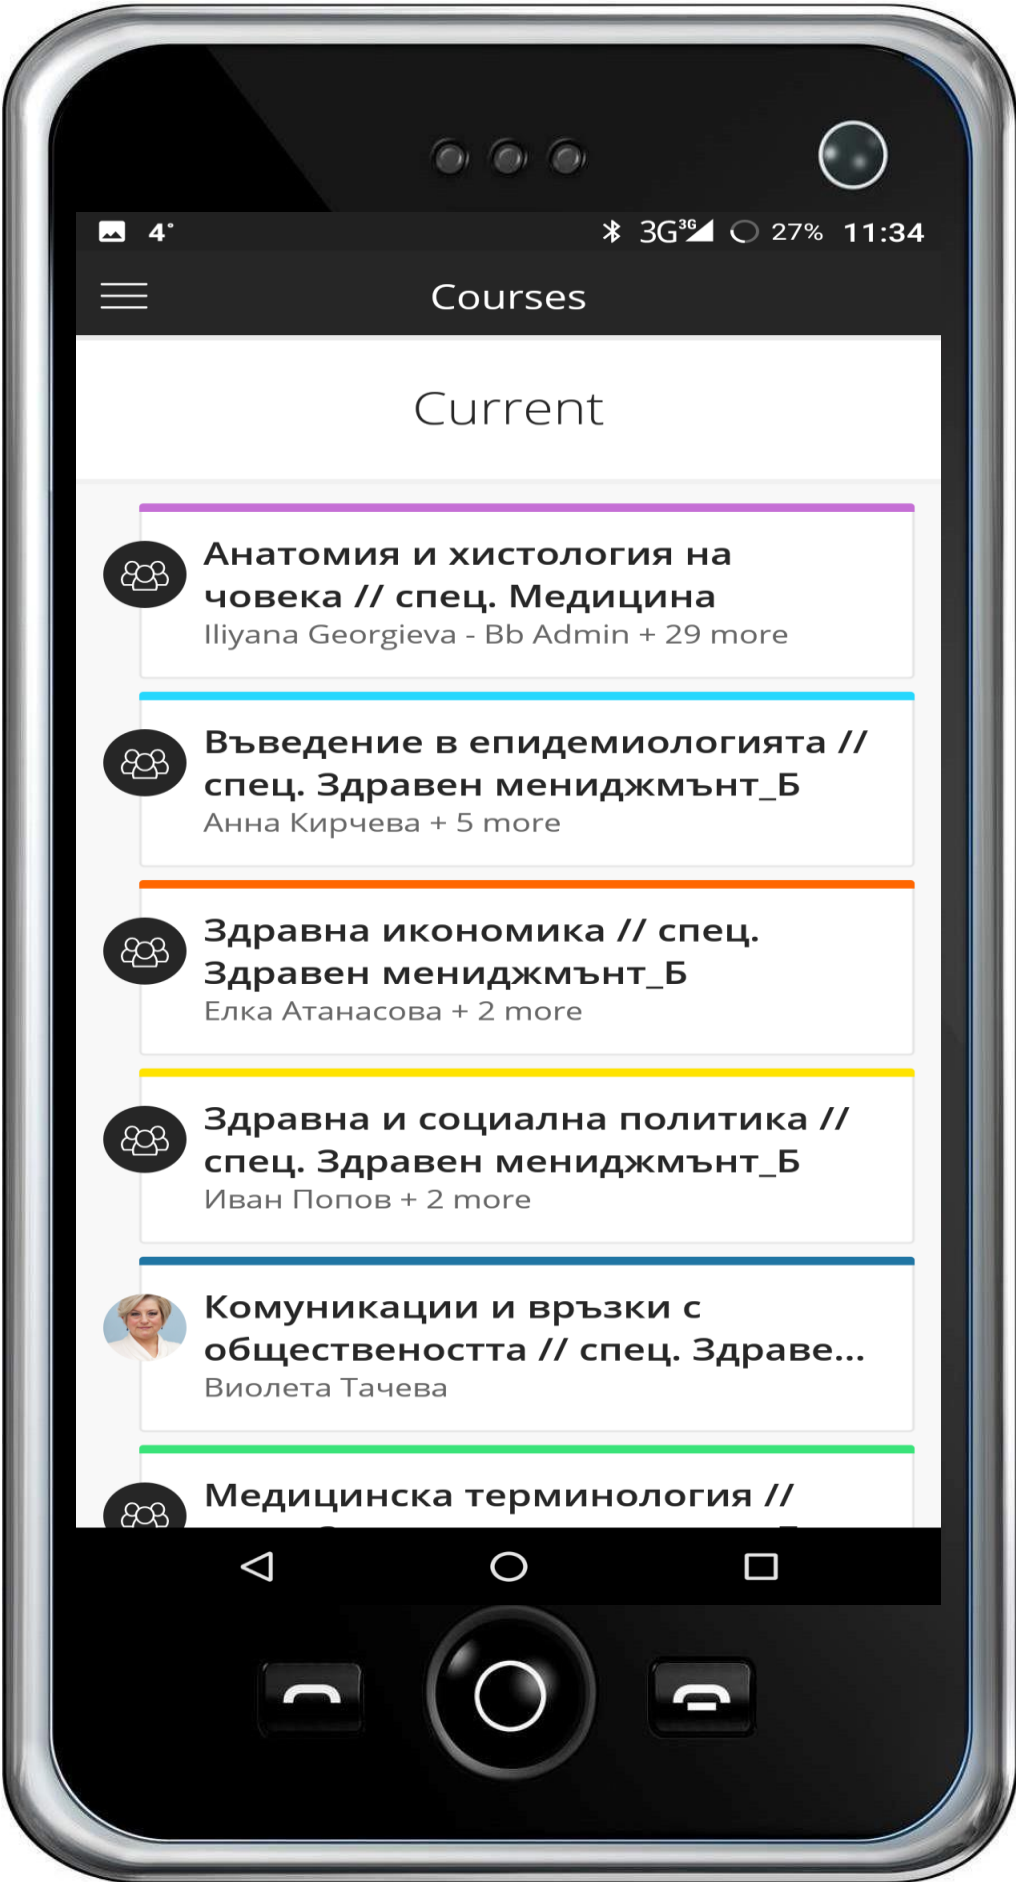 4° 3G 3G 27% 11:34
Courses
Current
Анатомия и хистология на
човека // спец. Медицина
Iliyana Georgieva - Bb Admin + 29 more
Въведение в епидемиологията //
спец. Здравен мениджмънт_Б
Анна Кирчева + 5 more
Здравна икономика // спец.
Здравен мениджмънт_Б
Елка Атанасова + 2 more
Здравна и социална политика //
спец. Здравен мениджмънт_Б
Иван Попов + 2 more
Комуникации и връзки с
обществеността // спец. Здраве...
Виолета Тачева
Медицинска терминология //